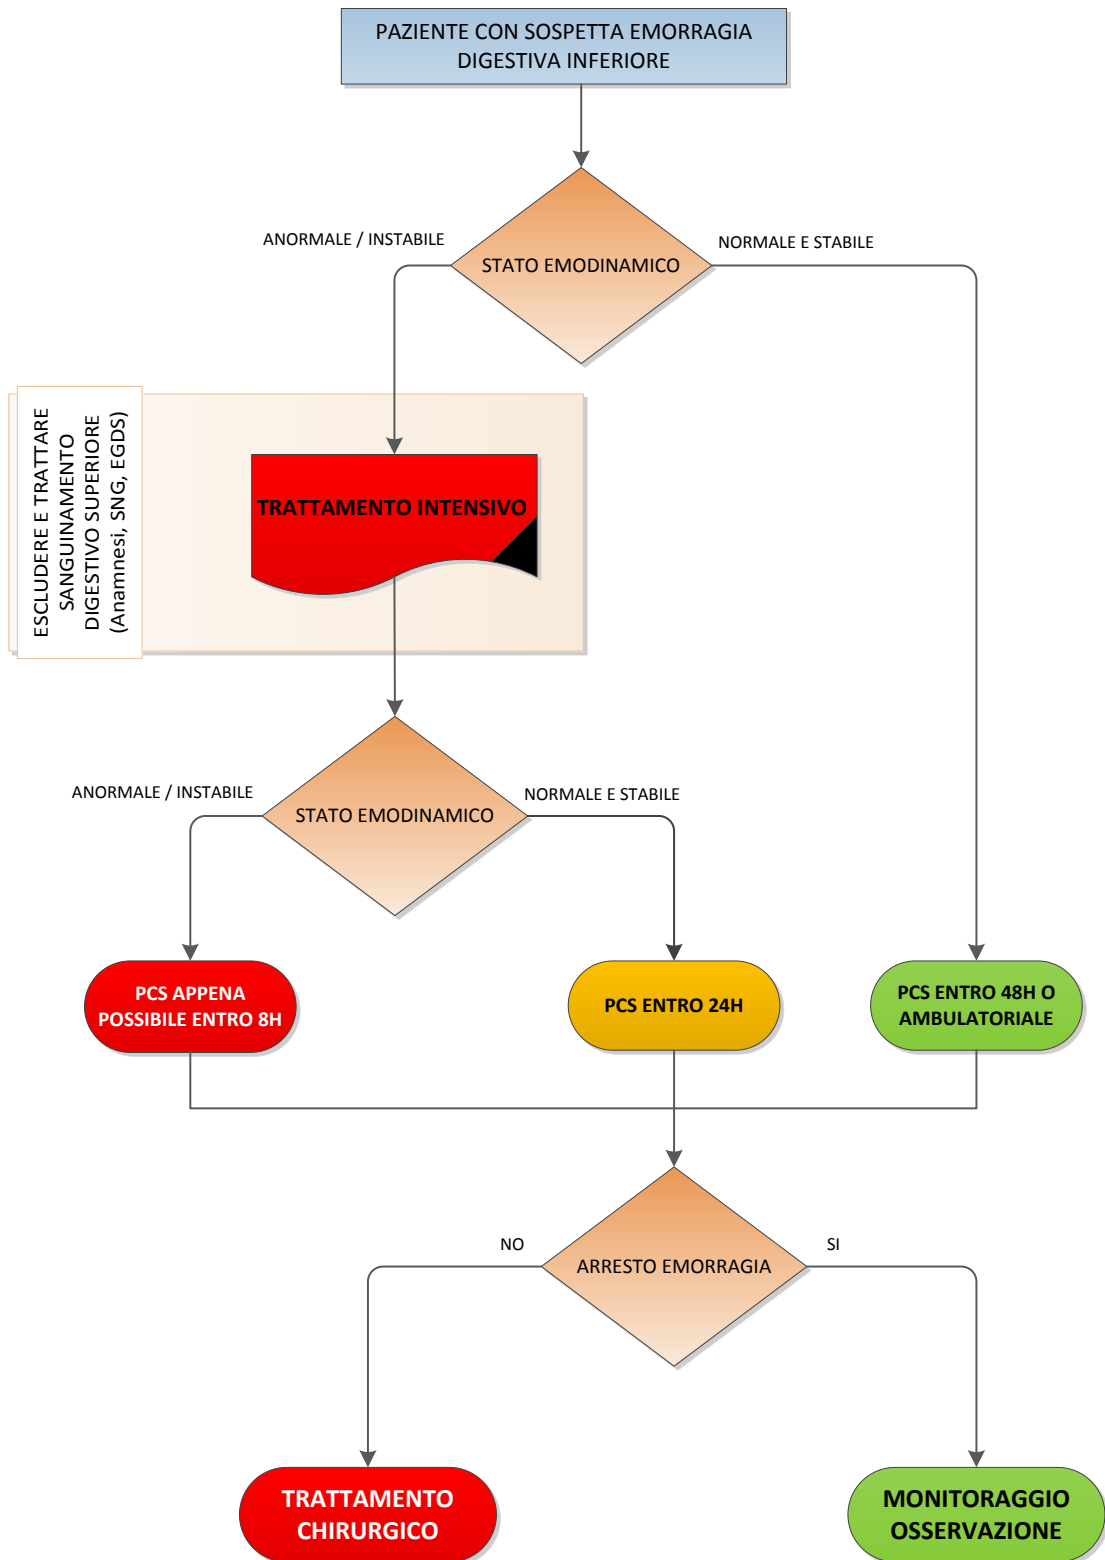 PAZIENTE CON SOSPETTA EMORRAGIA
DIGESTIVA INFERIORE
ANORMALE / INSTABILE
NORMALE E STABILE
STATO EMODINAMICO
ESCLUDERE E TRATTARE
SANGUINAMENTO
DIGESTIVO SUPERIORE
(Anamnesi, SNG, EGDS)
TRATTAMENTO INTENSIVO
ANORMALE / INSTABILE
NORMALE E STABILE
STATO EMODINAMICO
PCS APPENA
POSSIBILE ENTRO 8H
PCS ENTRO 24H
PCS ENTRO 48H O
AMBULATORIALE
NO
SI
ARRESTO EMORRAGIA
TRATTAMENTO
CHIRURGICO
MONITORAGGIO
OSSERVAZIONE